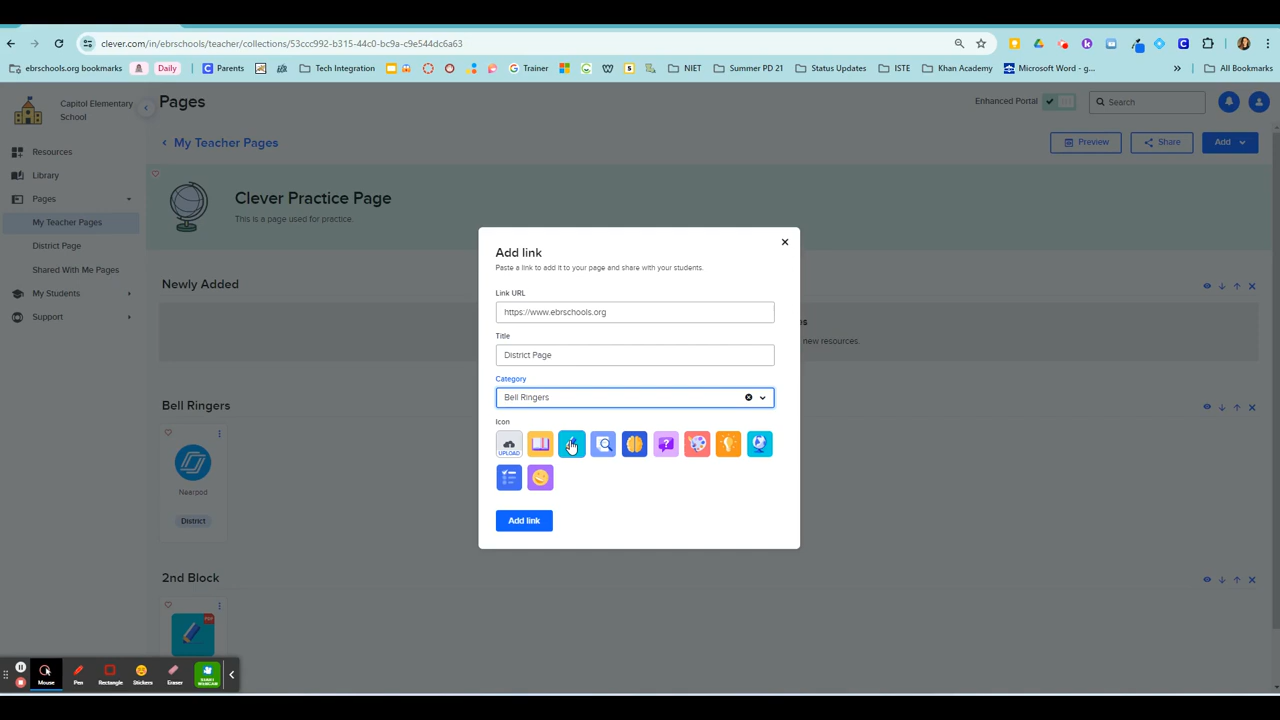 clever.com/in/ebrschools/teacher/collections/53ccc992-b315-44c0-bc9a-c9e544dc6a63
ebrschools.org bookmarks
Daily
Parents
Tech Integration
Trainer
NIET
Summer PD 21
Status Updates
ISTE
Khan Academy
Microsoft Word - g...
»
All Bookmarks
Capitol Elementary School
Pages
Enhanced Portal
Search
My Teacher Pages
Preview
Share
Add
Resources
Library
Pages
My Teacher Pages
District Page
Shared With Me Pages
My Students
Support
Clever Practice Page
This is a page used for practice.
Newly Added
new resources.
Bell Ringers
Nearpod
District
2nd Block
PDF
Add link
Paste a link to add it to your page and share with your students.
Link URL
https://www.ebrschools.org
Title
District Page
Category
Bell Ringers
Icon
UPLOAD
Add link
Mouse
Pen
Rectangle
Stickers
Eraser